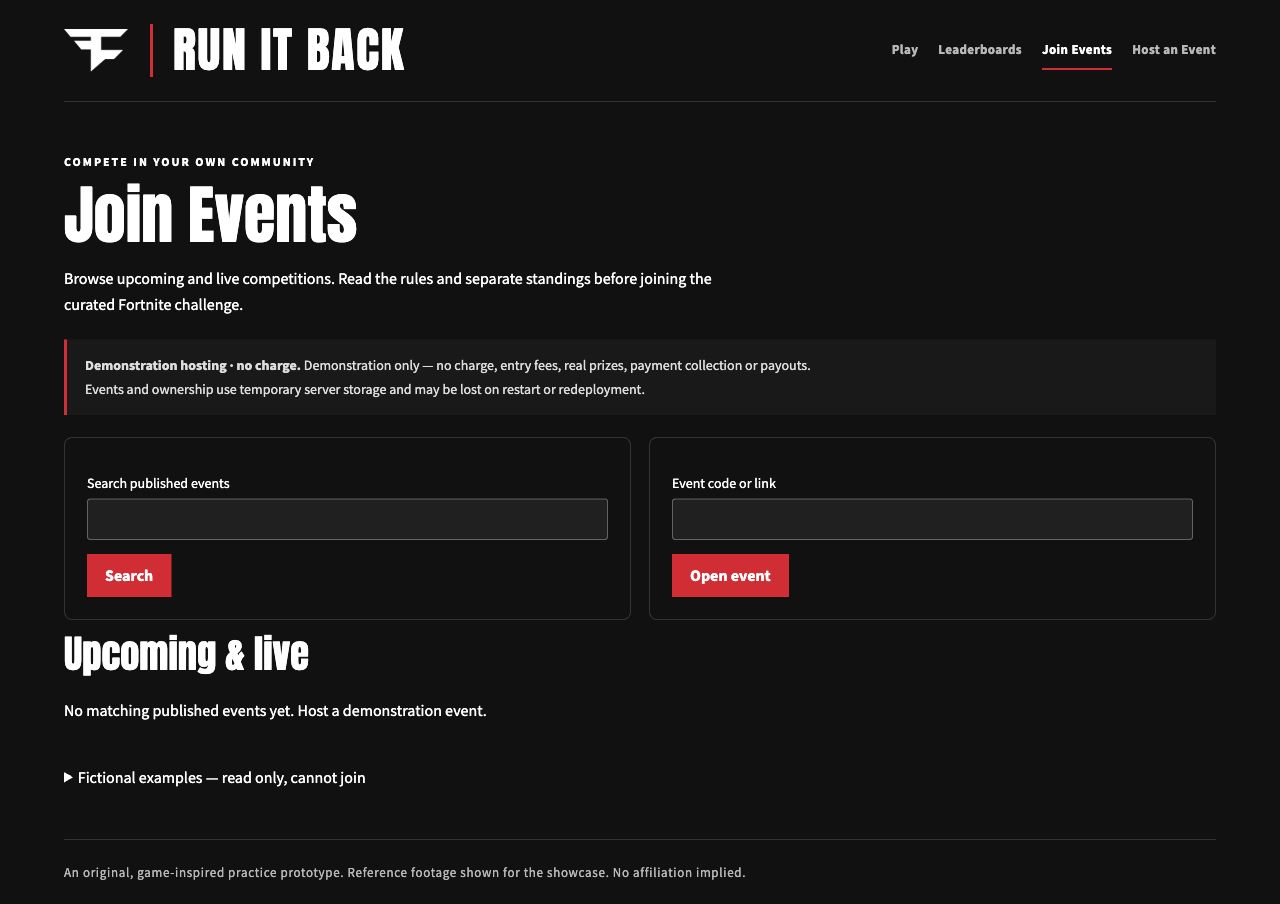 RUN IT BACK
Play
Leaderboards
Join Events
Host an Event
COMPETE IN YOUR OWN COMMUNITY
Join Events
Browse upcoming and live competitions. Read the rules and separate standings before joining the
curated Fortnite challenge.
Demonstration hosting · no charge. Demonstration only — no charge, entry fees, real prizes, payment collection or payouts.
Events and ownership use temporary server storage and may be lost on restart or redeployment.
Search published events
Search
Event code or link
Open event
Upcoming & live
No matching published events yet. Host a demonstration event.
Fictional examples — read only, cannot join
An original, game-inspired practice prototype. Reference footage shown for the showcase. No affiliation implied.